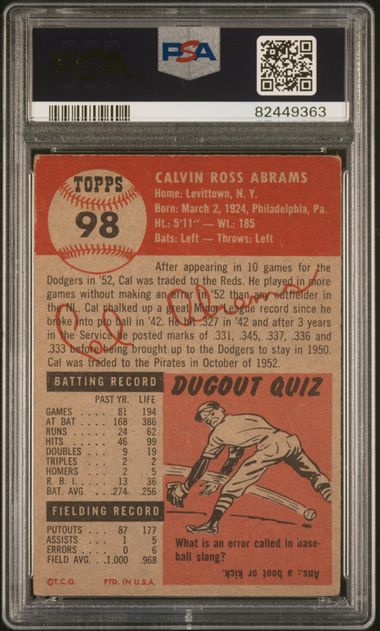 PSA
PSA
82449363
TOPPS
98
CALVIN ROSS ABRAMS
Home: Levittown, N. Y.
Born: March 2, 1924, Philadelphia, Pa.
Ht.: 5'11" — Wt.: 185
Bats: Left — Throws: Left
After appearing in 10 games for the
Dodgers in '52, Cal was traded to the Reds. He played in more
games without making an error in '52 than any outfielder in
the NL. Cal chalked up a great Minor League record since he
broke into pro ball in '42. He hit .327 in '42 and after 3 years
in the Service he posted marks of .331, .345, .337, .336 and
.333 before being brought up to the Dodgers to stay in 1950.
Cal was traded to the Pirates in October of 1952.
Cal Abrams
BATTING RECORD
PAST YR. LIFE
GAMES 81 194
AT BAT 168 386
RUNS 24 62
HITS 46 99
DOUBLES 9 19
TRIPLES 2 2
HOMERS 2 5
R. B. I. 13 36
BAT. AVG. .274 .256
FIELDING RECORD
PUTOUTS 87 177
ASSISTS 1 5
ERRORS 0 6
FIELD AVG. 1.000 .968
©T.C.G. PTD. IN U.S.A.
DUGOUT QUIZ
What is an error called in base-
ball slang?
Ans.: a boot or kick.